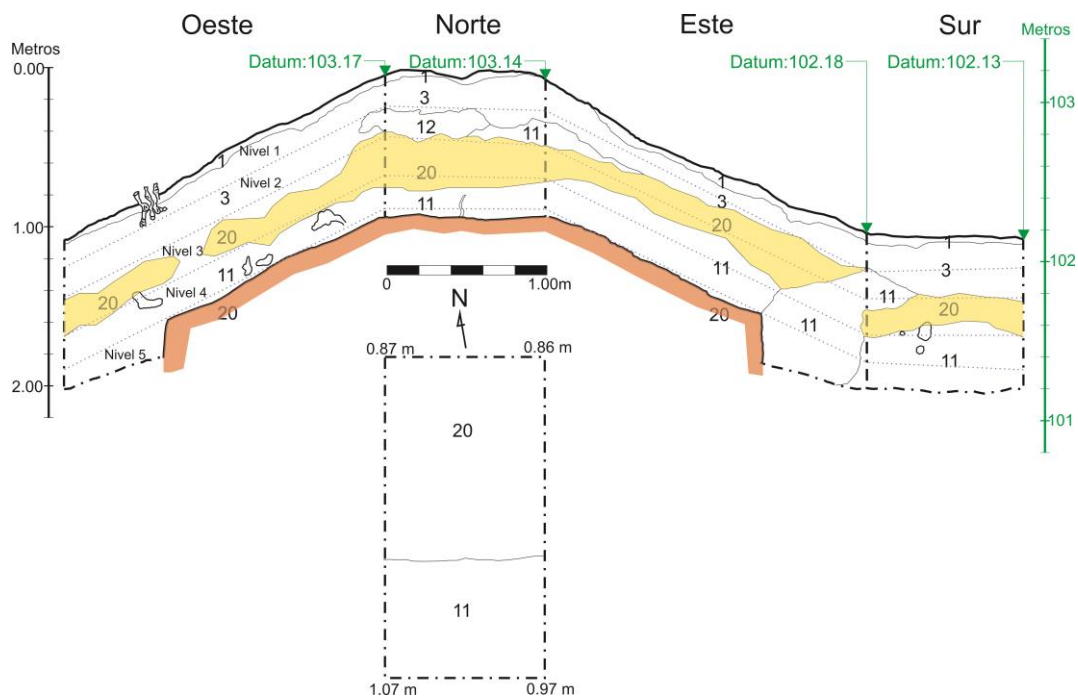 Oeste Norte Este Sur
Metros Metros
Datum:103.17 Datum:103.14 Datum:102.18 Datum:102.13
0.00
1
103
3
12 11
Nivel 1
1
Nivel 2
20
1
3 3
11
20 20
1.00
1
Nivel 3
3
102
11 11
0 1.00m
11
Nivel 4
20 20
N
20 20
11
Nivel 5
0.87 m 0.86 m
11
2.00
101
20
11
1.07 m 0.97 m